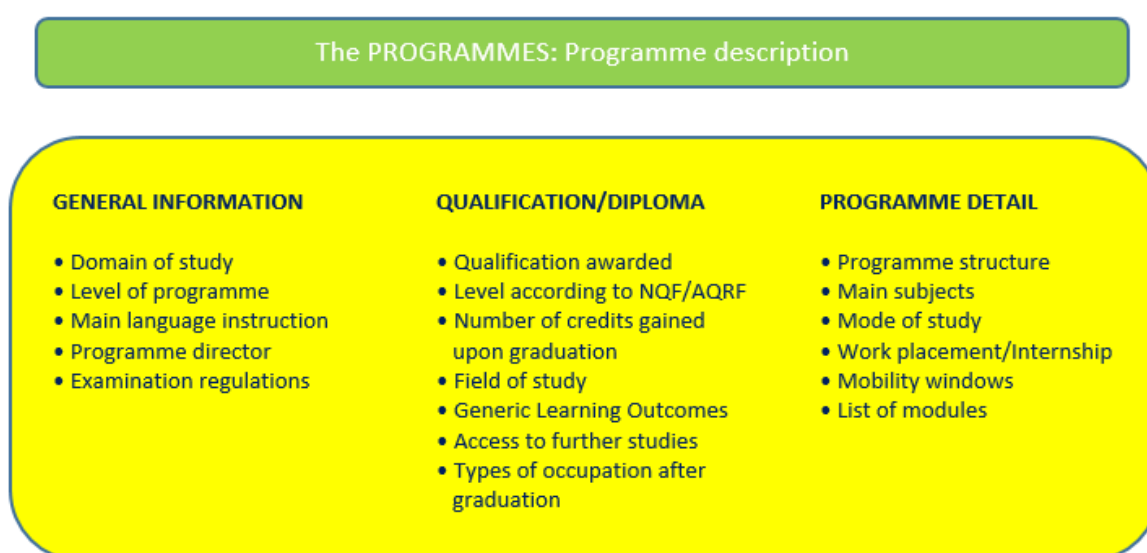 The PROGRAMMES: Programme description
GENERAL INFORMATION
• Domain of study
• Level of programme
• Main language instruction
• Programme director
• Examination regulations
QUALIFICATION/DIPLOMA
• Qualification awarded
• Level according to NQF/AQRF
• Number of credits gained
upon graduation
• Field of study
• Generic Learning Outcomes
• Access to further studies
• Types of occupation after
graduation
PROGRAMME DETAIL
• Programme structure
• Main subjects
• Mode of study
• Work placement/Internship
• Mobility windows
• List of modules